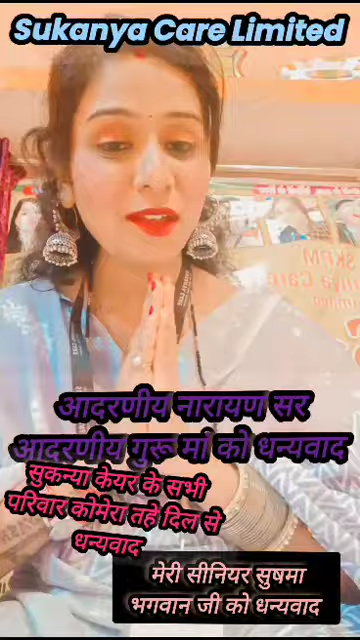 Sukanya Care Limited
SKPM
आदरणीय नारायण सर
आदरणीय गुरू मां को धन्यवाद
सुकन्या केयर के सभी
परिवार कोमेरा तहे दिल से
धन्यवाद
मेरी सीनियर सुषमा
भगवान जी को धन्यवाद